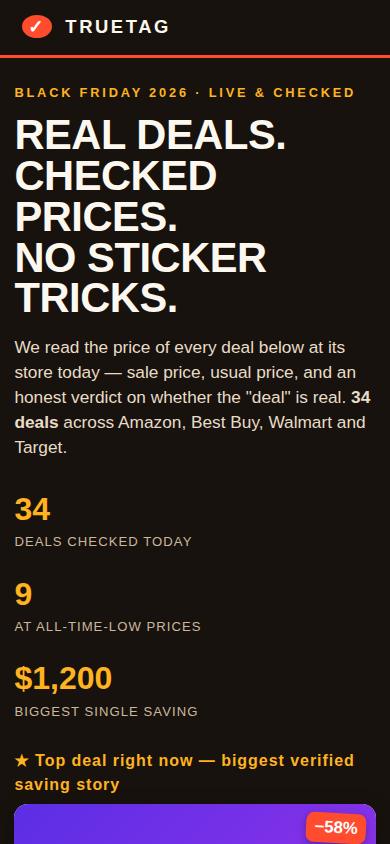 TRUETAG
BLACK FRIDAY 2026 · LIVE & CHECKED
REAL DEALS.
CHECKED
PRICES.
NO STICKER
TRICKS.
We read the price of every deal below at its
store today — sale price, usual price, and an
honest verdict on whether the "deal" is real. 34
deals across Amazon, Best Buy, Walmart and
Target.
34
DEALS CHECKED TODAY
9
AT ALL-TIME-LOW PRICES
$1,200
BIGGEST SINGLE SAVING
★ Top deal right now — biggest verified
saving story
−58%